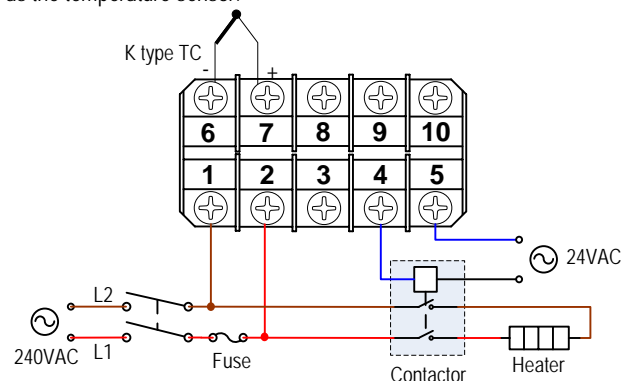 as the temperature sensor.
K type TC
- +
6 7 8 9 10
1 2 3 4 5
24VAC
L2
L1
240VAC
Fuse
Contactor
Heater